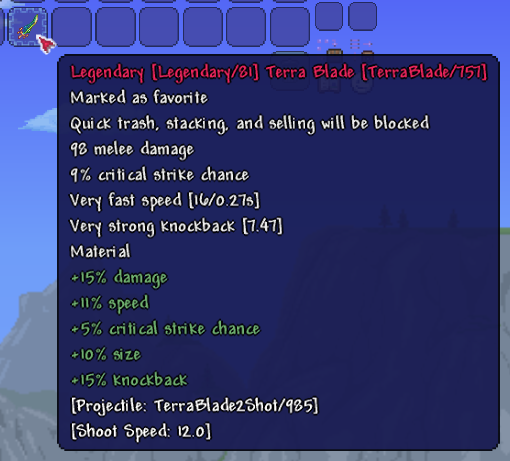 Legendary [Legendary/81] Terra Blade [TerraBlade/757]
Marked as favorite
Quick trash, stacking, and selling will be blocked
98 melee damage
9% critical strike chance
Very fast speed [16/0.27s]
Very strong knockback [7.47]
Material
+15% damage
+11% speed
+5% critical strike chance
+10% size
+15% knockback
[Projectile: TerraBlade2Shot/985]
[Shoot Speed: 12.0]